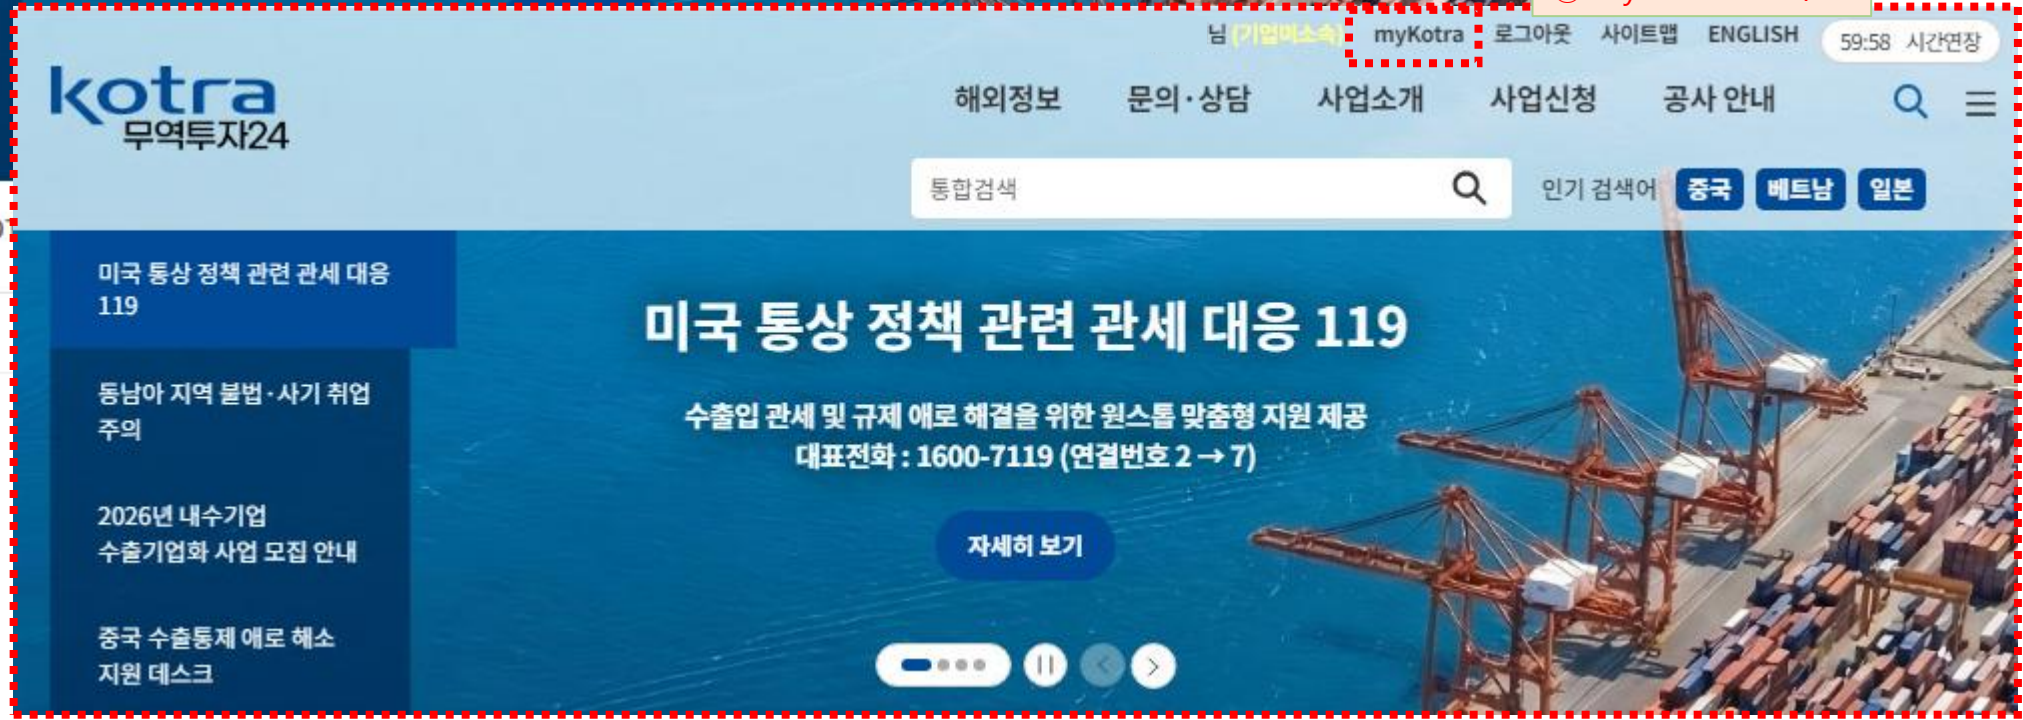 님 (기업미소속) myKotra 로그아웃 사이트맵 ENGLISH 59:58 시간연장
kotra
무역투자24
해외정보 문의·상담 사업소개 사업신청 공사 안내
통합검색 인기 검색어 중국 베트남 일본
미국 통상 정책 관련 관세 대응
119
동남아 지역 불법·사기 취업
주의
2026년 내수기업
수출기업화 사업 모집 안내
중국 수출통제 애로 해소
지원 데스크
미국 통상 정책 관련 관세 대응 119
수출입 관세 및 규제 애로 해결을 위한 원스톱 맞춤형 지원 제공
대표전화 : 1600-7119 (연결번호 2 → 7)
자세히 보기